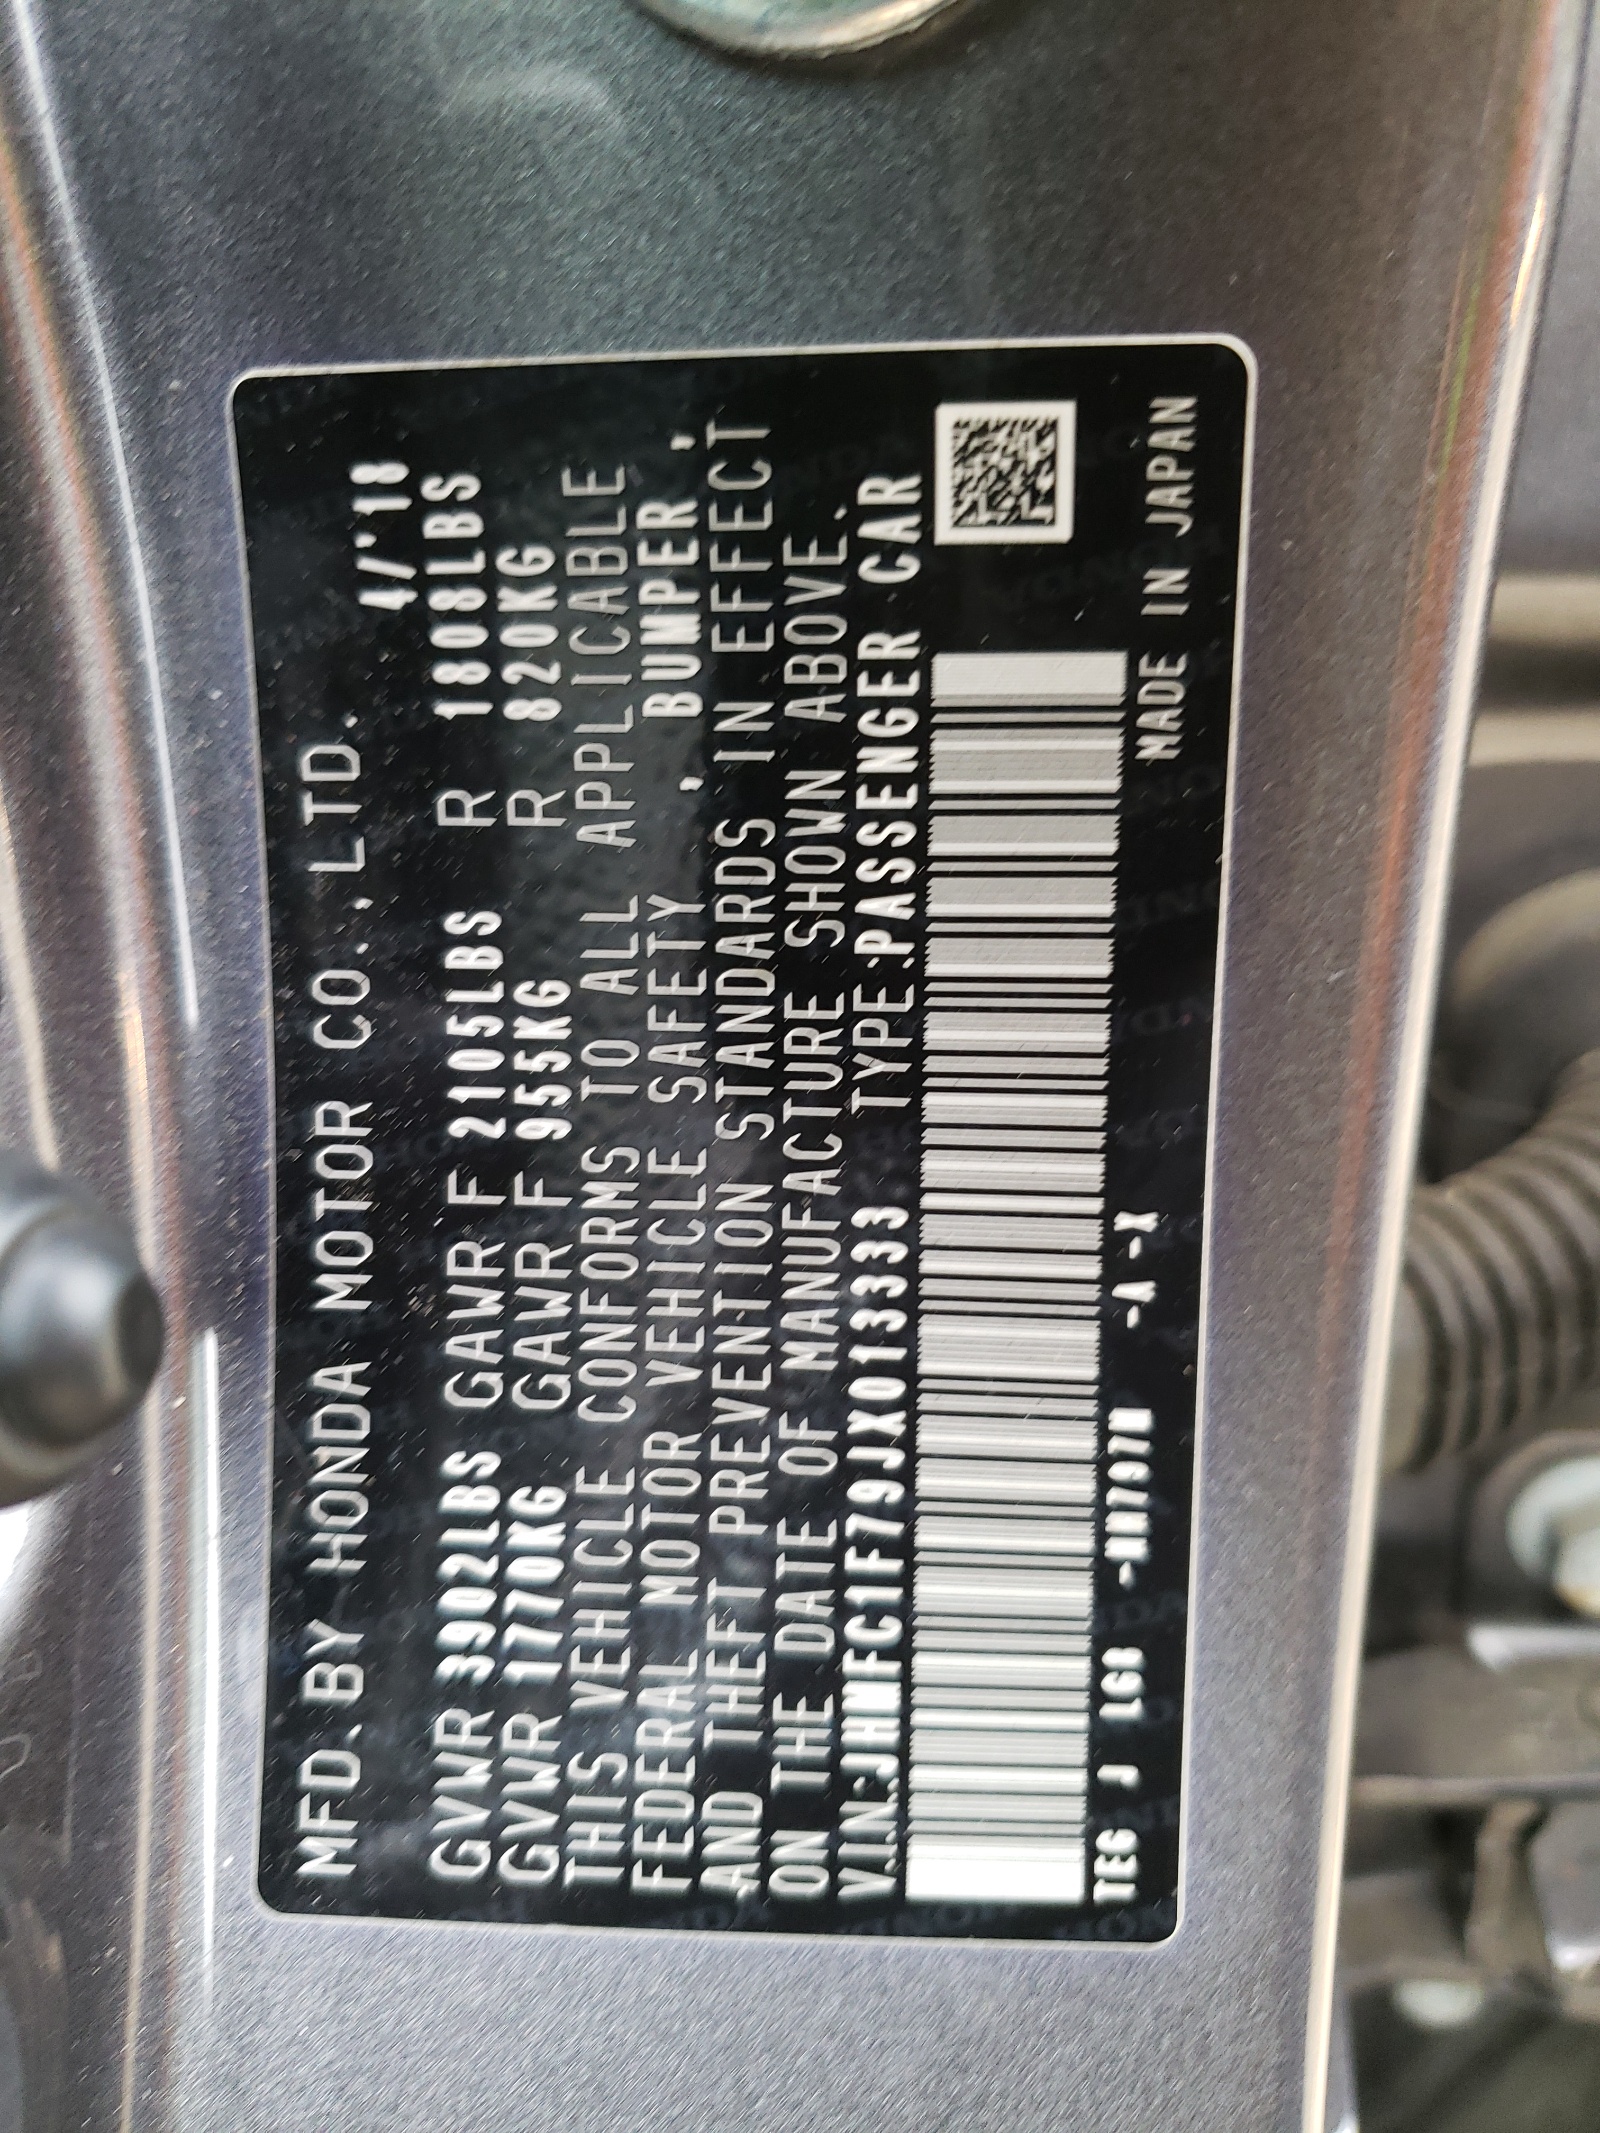 MFD.BY HONDA MOTOR CO.,LTD. 4/'18
GVWR 3902LBS GAWR F 2105LBS R 1808LBS
GVWR 1770KG GAWR F 955KG R 820KG
THIS VEHICLE CONFORMS TO ALL APPLICABLE
FEDERAL MOTOR VEHICLE SAFETY , BUMPER ,
AND THEFT PREVENTION STANDARDS IN EFFECT
ON THE DATE OF MANUFACTURE SHOWN ABOVE.
V.I.N.:JHMFC1F79JX013333 TYPE:PASSENGER CAR
TEG J LG8 -NH797M -A -X
MADE IN JAPAN